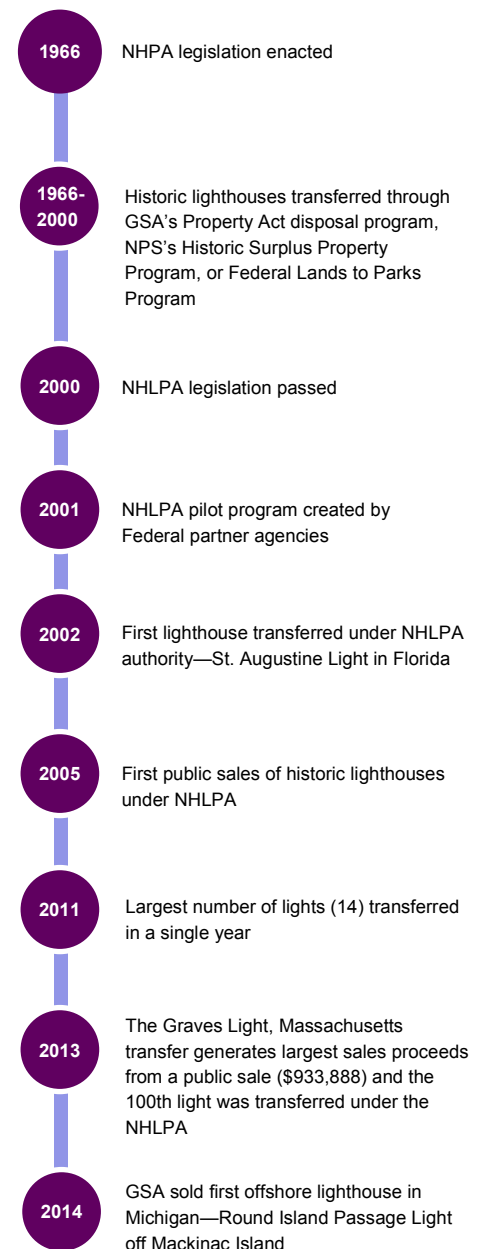 1966
NHPA legislation enacted
1966-
2000
Historic lighthouses transferred through
GSA's Property Act disposal program,
NPS's Historic Surplus Property
Program, or Federal Lands to Parks
Program
2000
NHLPA legislation passed
2001
NHLPA pilot program created by
Federal partner agencies
2002
First lighthouse transferred under NHLPA
authority—St. Augustine Light in Florida
2005
First public sales of historic lighthouses
under NHLPA
2011
Largest number of lights (14) transferred
in a single year
2013
The Graves Light, Massachusetts
transfer generates largest sales proceeds
from a public sale ($933,888) and the
100th light was transferred under the
NHLPA
2014
GSA sold first offshore lighthouse in
Michigan—Round Island Passage Light
off Mackinac Island